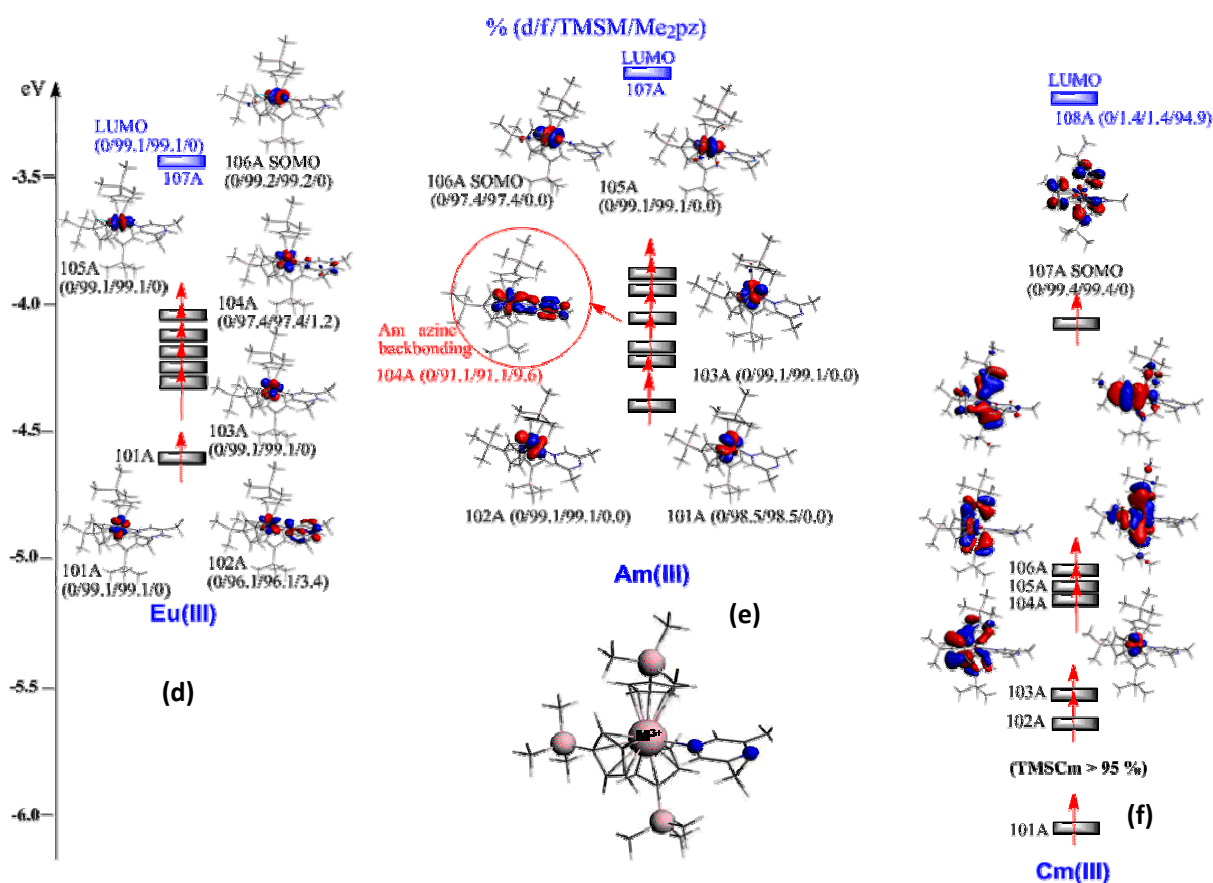 % (d/f/TMSM/Me₂pz)
eV
-3.5
-4.0
-4.5
-5.0
-5.5
-6.0
LUMO
(0/99.1/99.1/0)
107A
106A SOMO
(0/99.2/99.2/0)
105A
(0/99.1/99.1/0)
104A
(0/97.4/97.4/1.2)
103A
(0/99.1/99.1/0)
101A
101A
(0/99.1/99.1/0)
102A
(0/96.1/96.1/3.4)
Eu(III)
(d)
LUMO
107A
106A SOMO
(0/97.4/97.4/0.0)
105A
(0/99.1/99.1/0.0)
Am azine
backbonding
104A (0/91.1/91.1/9.6)
103A (0/99.1/99.1/0.0)
102A (0/99.1/99.1/0.0)
101A (0/98.5/98.5/0.0)
Am(III)
(e)
M³⁺
LUMO
108A (0/1.4/1.4/94.9)
107A SOMO
(0/99.4/99.4/0)
106A
105A
104A
103A
102A
(TMSCm > 95 %)
101A
(f)
Cm(III)